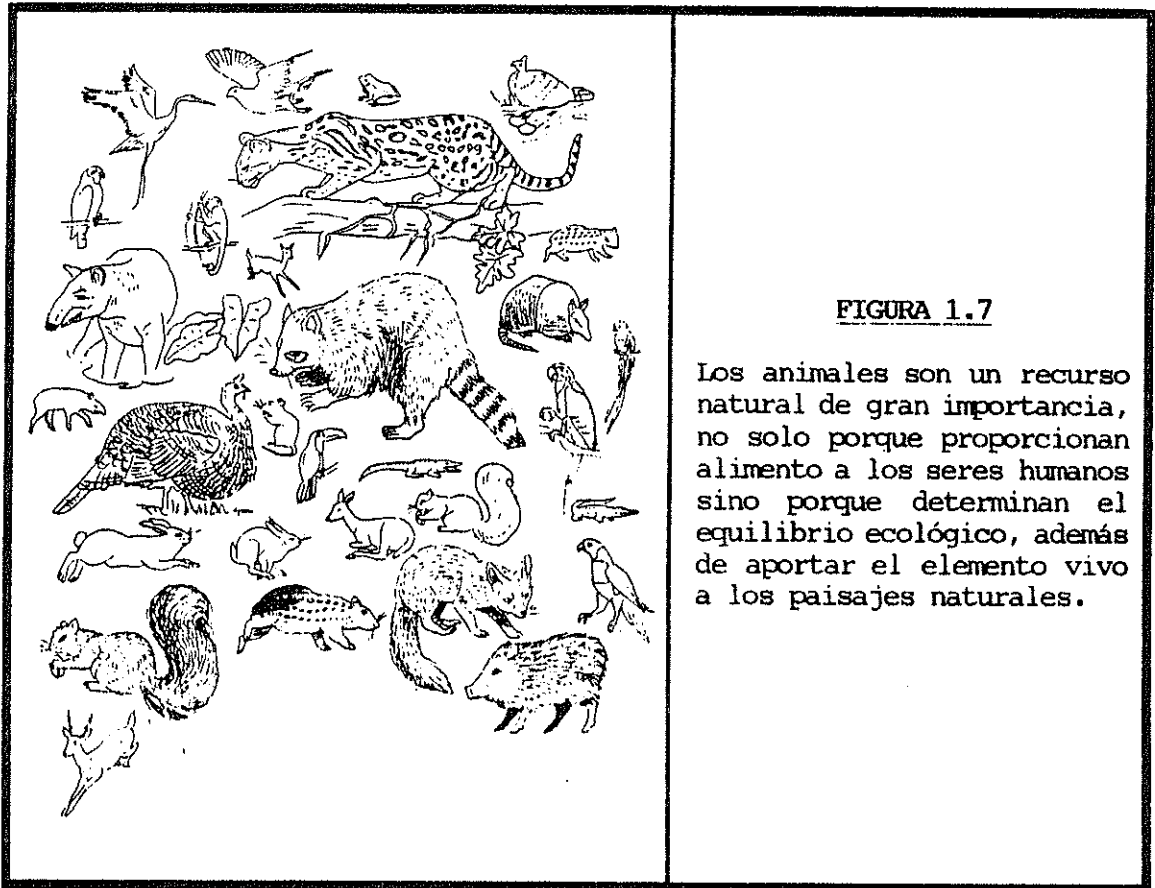 FIGURA 1.7
Los animales son un recurso
natural de gran importancia,
no solo porque proporcionan
alimento a los seres humanos
sino porque determinan el
equilibrio ecológico, además
de aportar el elemento vivo
a los paisajes naturales.